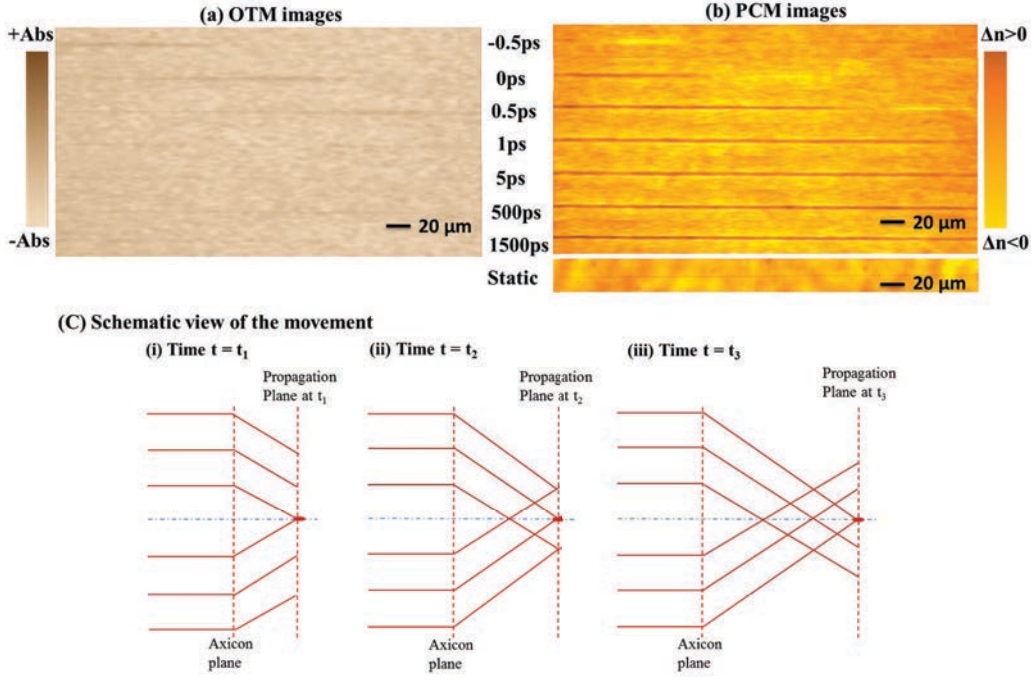 (a) OTM images
(b) PCM images
+Abs
-Abs
-0.5ps
0ps
0.5ps
1ps
5ps
500ps
1500ps
Static
20 μm
20 μm
20 μm
Δn>0
Δn<0
(C) Schematic view of the movement
(i) Time t = t1
(ii) Time t = t2
(iii) Time t = t3
Propagation
Plane at t1
Propagation
Plane at t2
Propagation
Plane at t3
Axicon
plane
Axicon
plane
Axicon
plane